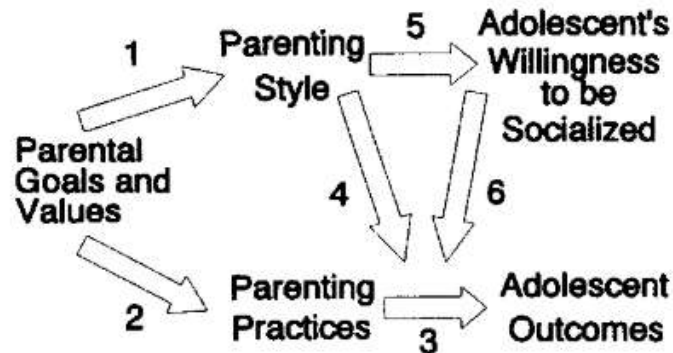 1
Parenting
Style
5
Adolescent's
Willingness
to be
Socialized
Parental
Goals and
Values
4
6
2
Parenting
Practices
3
Adolescent
Outcomes